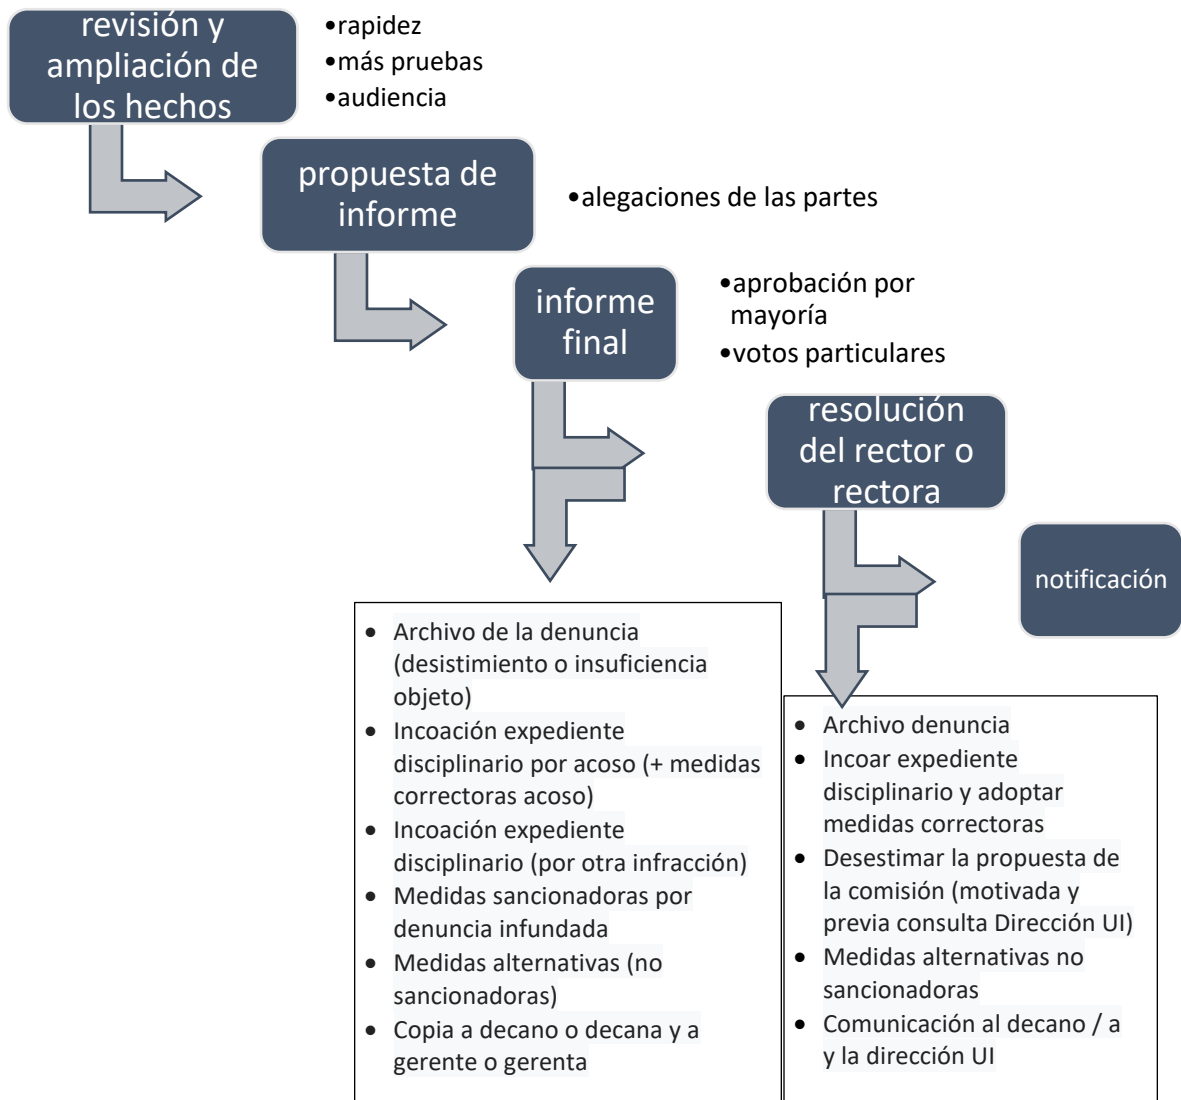 revisión y
ampliación de
los hechos
•rapidez
•más pruebas
•audiencia
propuesta de
informe
•alegaciones de las partes
informe
final
•aprobación por
mayoría
•votos particulares
resolución
del rector o
rectora
notificación
• Archivo de la denuncia
(desistimiento o insuficiencia
objeto)
• Incoación expediente
disciplinario por acoso (+ medidas
correctoras acoso)
• Incoación expediente
disciplinario (por otra infracción)
• Medidas sancionadoras por
denuncia infundada
• Medidas alternativas (no
sancionadoras)
• Copia a decano o decana y a
gerente o gerenta
• Archivo denuncia
• Incoar expediente
disciplinario y adoptar
medidas correctoras
• Desestimar la propuesta de
la comisión (motivada y
previa consulta Dirección UI)
• Medidas alternativas no
sancionadoras
• Comunicación al decano / a
y la dirección UI